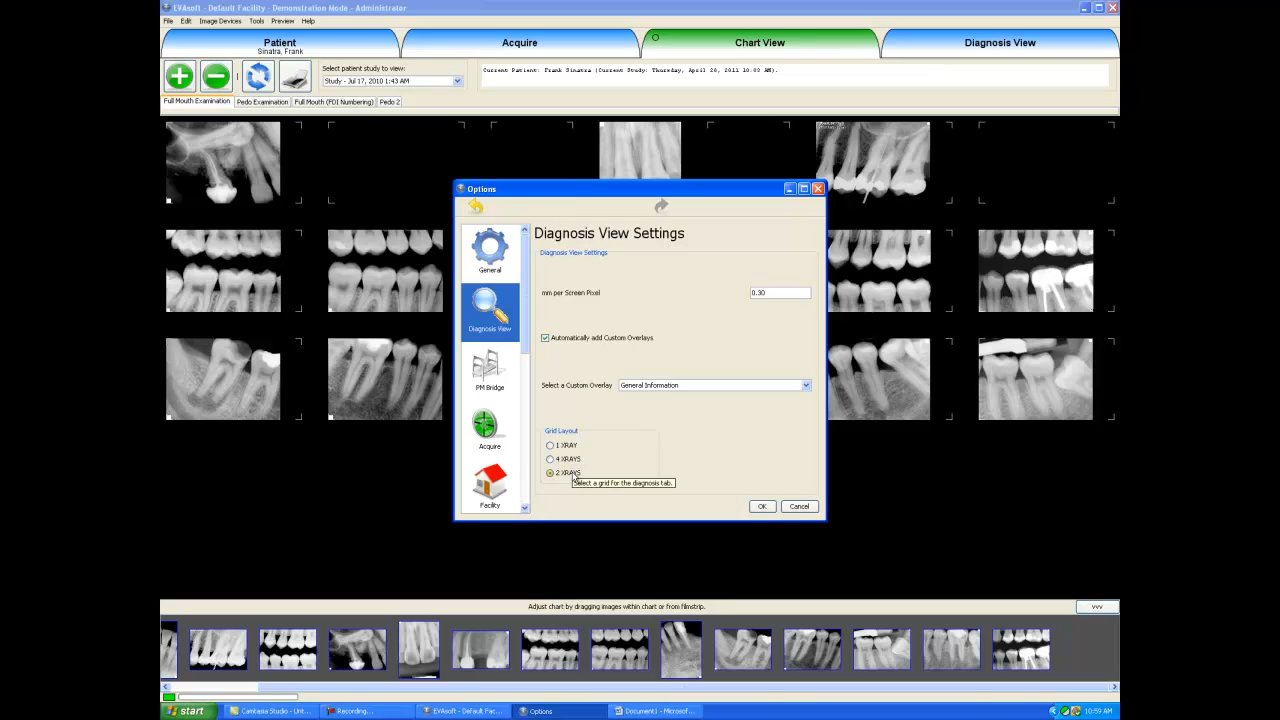 EVAsoft - Default Facility - Demonstration Mode - Administrator
File Edit Image Devices Tools Preview Help
Patient
Sinatra, Frank
Acquire
Chart View
Diagnosis View
Select patient study to view:
Study - Jul 17, 2010 1:43 AM
Current Patient: Frank Sinatra (Current Study: Thursday, April 28, 2011 10:03 AM).
Full Mouth Examination Pedo Examination Full Mouth (FDI Numbering) Pedo 2
Options
General
Diagnosis View
PM Bridge
Acquire
Facility
Diagnosis View Settings
Diagnosis View Settings
mm per Screen Pixel 0.30
Automatically add Custom Overlays
Select a Custom Overlay General Information
Grid Layout
1 XRAY
4 XRAYS
2 XRAYS
Select a grid for the diagnosis tab.
OK Cancel
Adjust chart by dragging images within chart or from filmstrip.
vvv
start Camtasia Studio - Unt... Recording... EVAsoft - Default Fac... Options Document1 - Microsof... 10:59 AM